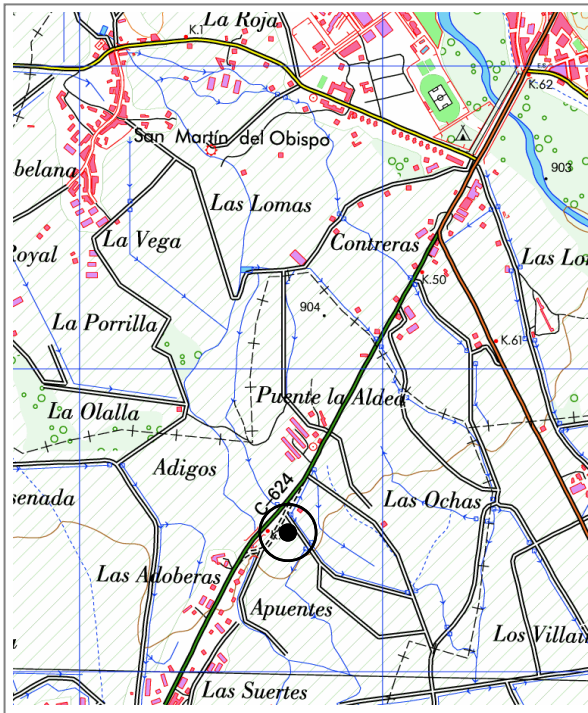 La Roja
K.1
K.62
San Martín del Obispo
903
belana
Las Lomas
La Vega
Contreras
Royal
Las Lor
K.50
904
La Porrilla
K.61
Puente la Aldea
La Olalla
Adigos
C-624
senada
Las Ochas
Las Adoberas
Apuentes
Los Villan
Las Suertes